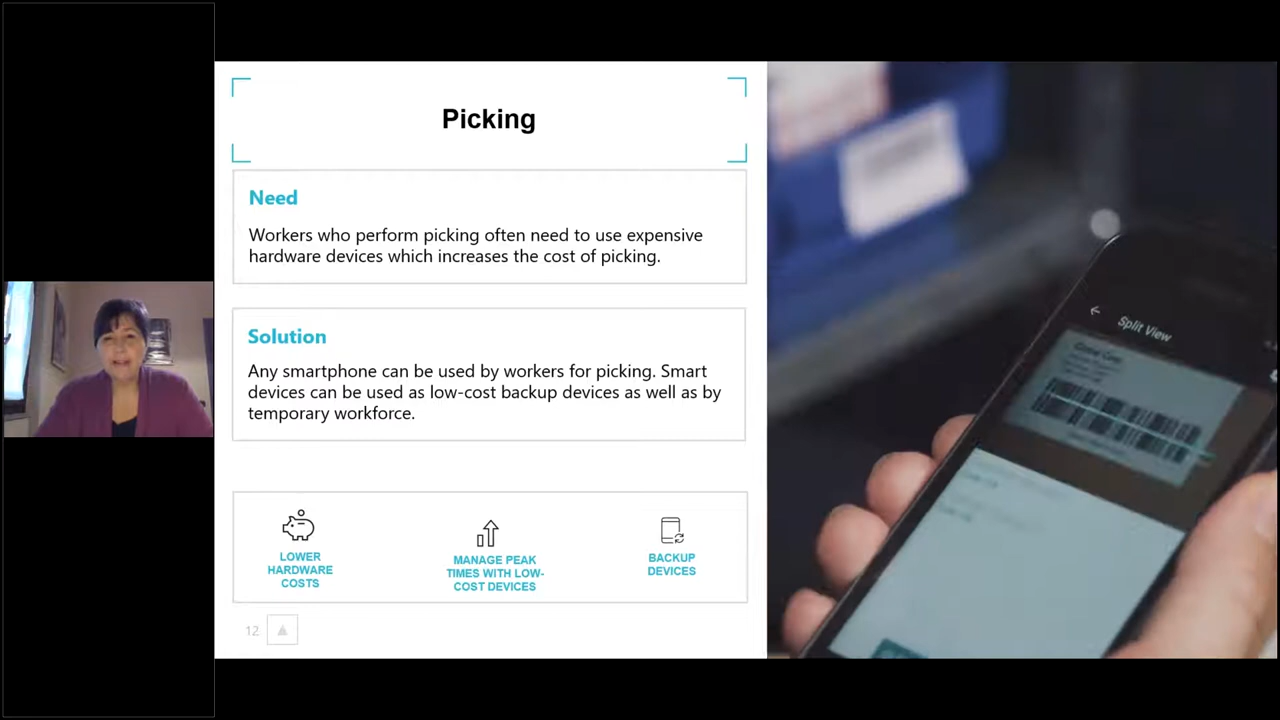 Picking
Need
Workers who perform picking often need to use expensive
hardware devices which increases the cost of picking.
Solution
Any smartphone can be used by workers for picking. Smart
devices can be used as low-cost backup devices as well as by
temporary workforce.
LOWER
HARDWARE
COSTS
MANAGE PEAK
TIMES WITH LOW-
COST DEVICES
BACKUP
DEVICES
12
Split View